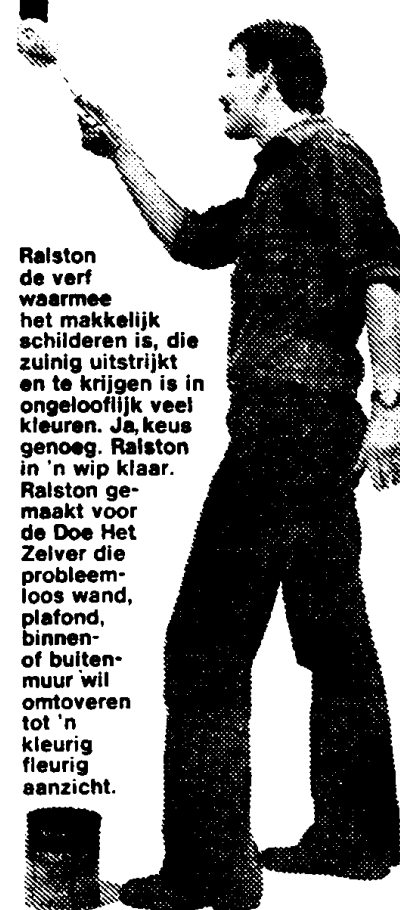 Ralston
de verf
waarmee
het makkelijk
schilderen is, die
zuinig uitstrijkt
en te krijgen is in
ongelooflijk veel
kleuren. Ja, keus
genoeg. Ralston
in 'n wip klaar.
Ralston ge-
maakt voor
de Doe Het
Zelver die
probleem-
loos wand,
plafond,
binnen-
of buiten-
muur wil
omtoveren
tot 'n
kleurig
fleurig
aanzicht.